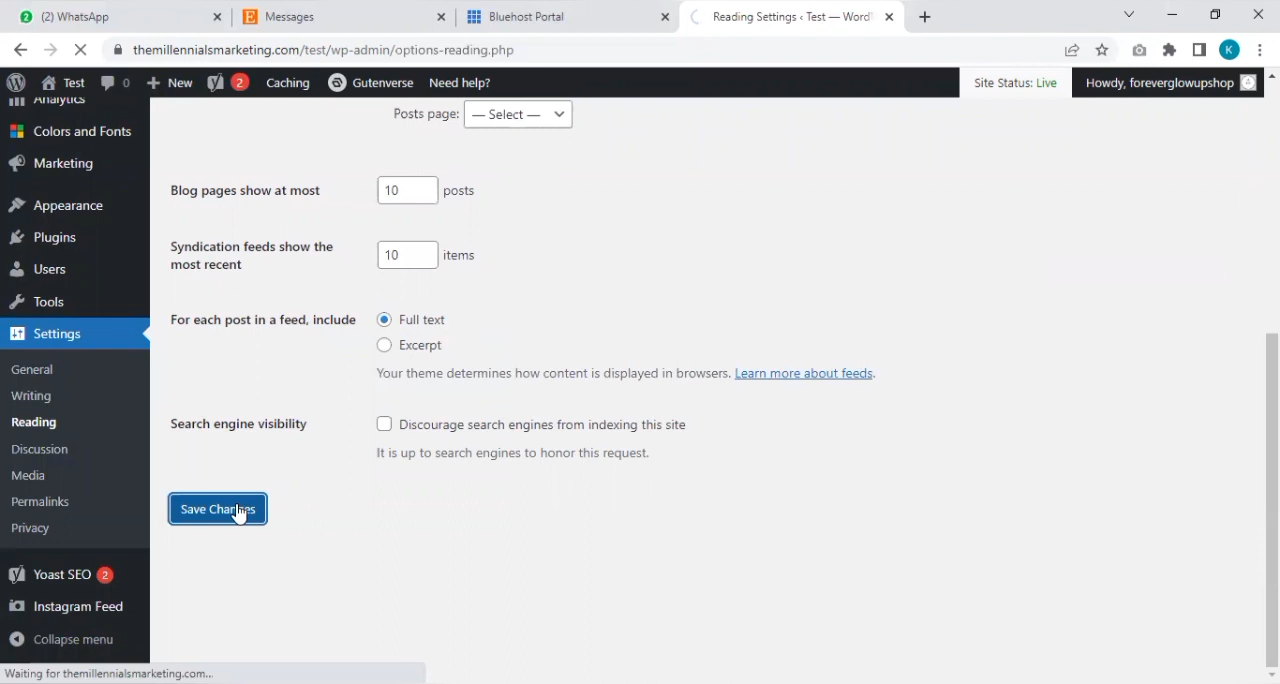 (2) WhatsApp
Messages
Bluehost Portal
Reading Settings ‹ Test — Word
themillennialsmarketing.com/test/wp-admin/options-reading.php
K
Test
0
New
2
Caching
Gutenverse
Need help?
Site Status: Live
Howdy, foreverglowupshop
Analytics
Colors and Fonts
Marketing
Appearance
Plugins
Users
Tools
Settings
General
Writing
Reading
Discussion
Media
Permalinks
Privacy
Yoast SEO 2
Instagram Feed
Collapse menu
Posts page: — Select —
Blog pages show at most 10 posts
Syndication feeds show the
most recent
10 items
For each post in a feed, include
Full text
Excerpt
Your theme determines how content is displayed in browsers. Learn more about feeds.
Search engine visibility
Discourage search engines from indexing this site
It is up to search engines to honor this request.
Save Changes
Waiting for themillennialsmarketing.com...